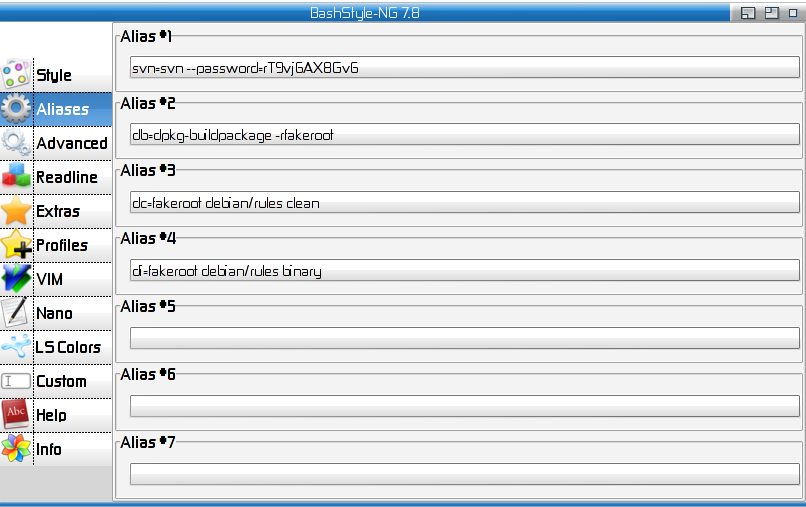 BashStyle-NG 7.8
Style
Aliases
Advanced
Readline
Extras
Profiles
VIM
Nano
LS Colors
Custom
Abc
Help
Info
Alias #1
svn=svn --password=rT9vj6AX8Gv6
Alias #2
db=dpkg-buildpackage -rfakeroot
Alias #3
dc=fakeroot debian/rules clean
Alias #4
di=fakeroot debian/rules binary
Alias #5
Alias #6
Alias #7